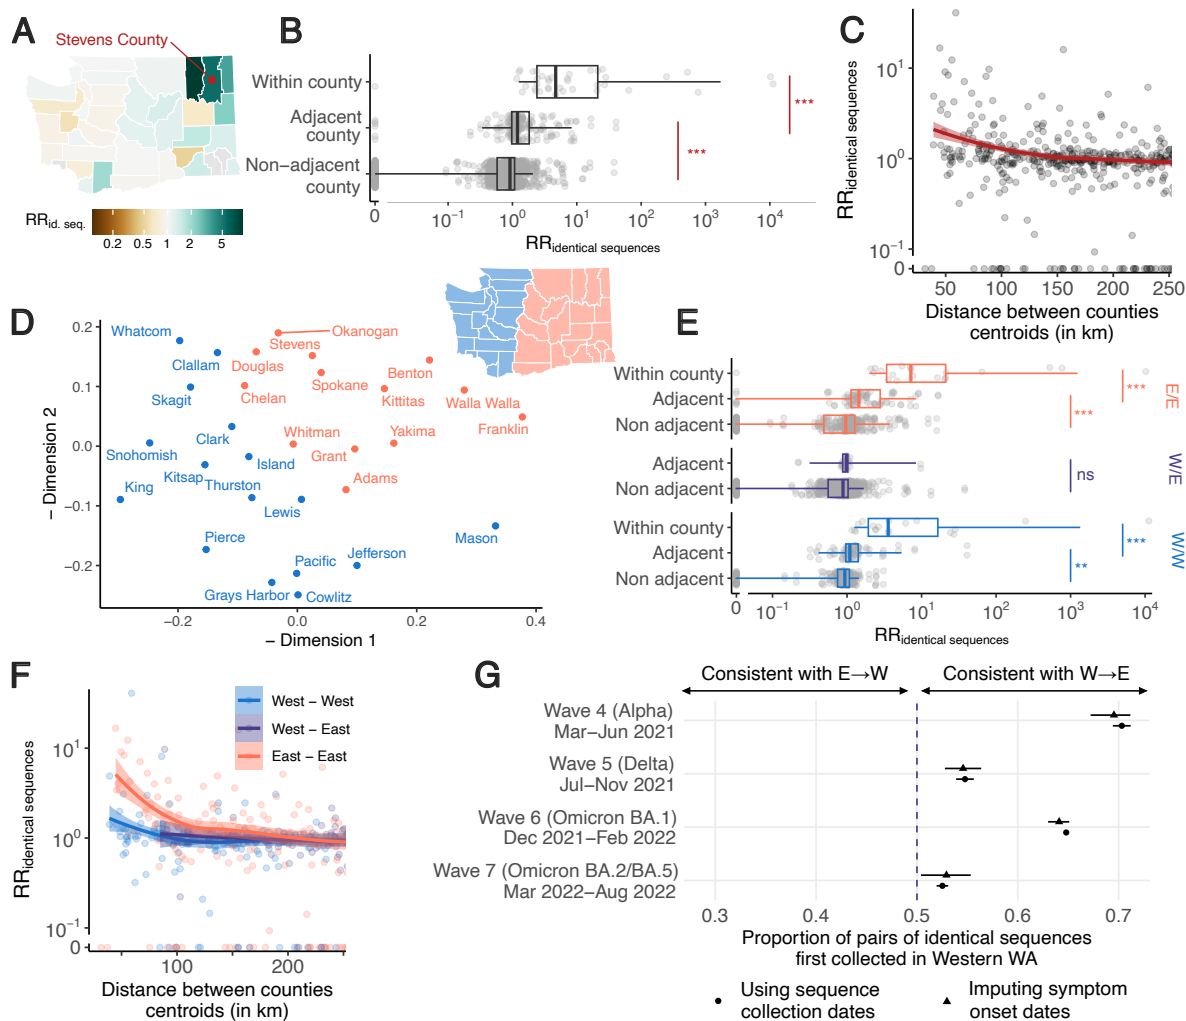 A
Stevens County
RRid. seq.
0.2 0.5 1 2 5
B
Within county
Adjacent
county
Non−adjacent
county
***
***
0 10−1 100 101 102 103 104
RRidentical sequences
C
RRidentical sequences
101
100
10−1
0
50 100 150 200 250
Distance between counties
centroids (in km)
D
− Dimension 2
0.2
0.1
0.0
−0.1
−0.2
Whatcom
Okanogan
Stevens
Clallam
Douglas
Benton
Spokane
Skagit
Chelan
Kittitas
Walla Walla
Franklin
Clark
Whitman
Yakima
Snohomish
Grant
Island
Kitsap
Adams
King
Thurston
Lewis
Pierce
Mason
Jefferson
Pacific
Grays Harbor
Cowlitz
−0.2 0.0 0.2 0.4
− Dimension 1
E
Within county
Adjacent
Non adjacent
***
***
E/E
Adjacent
Non adjacent
ns
W/E
Within county
Adjacent
Non adjacent
***
**
W/W
0 10−1 100 101 102 103 104
RRidentical sequences
F
RRidentical sequences
101
100
10−1
0
West − West
West − East
East − East
100 200
Distance between counties
centroids (in km)
G
Consistent with E→W
Consistent with W→E
Wave 4 (Alpha)
Mar−Jun 2021
Wave 5 (Delta)
Jul−Nov 2021
Wave 6 (Omicron BA.1)
Dec 2021−Feb 2022
Wave 7 (Omicron BA.2/BA.5)
Mar 2022−Aug 2022
0.3 0.4 0.5 0.6 0.7
Proportion of pairs of identical sequences
first collected in Western WA
Using sequence
collection dates
Imputing symptom
onset dates